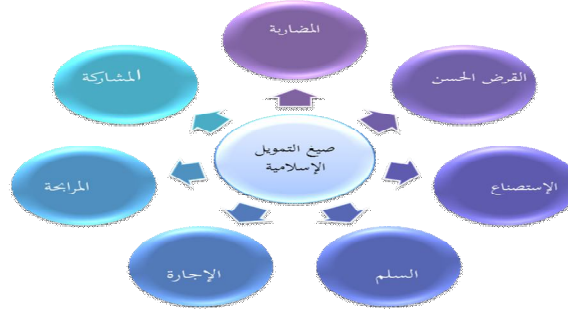 المضاربة
القرض الحسن
المشاركة
صيغ التمويل
الإسلامية
الإستصناع
المرابحة
السلم
الإجارة